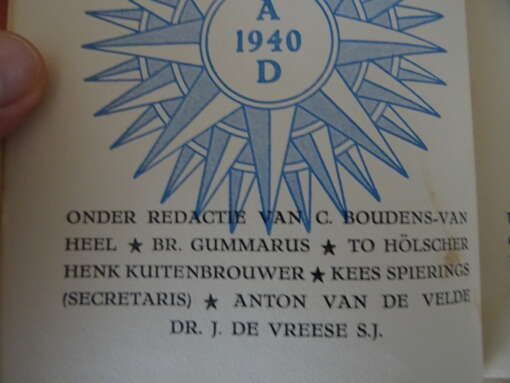 A
1940
D
ONDER REDACTIE VAN C. BOUDENS-VAN
HEEL ★ BR. GUMMARUS ★ TO HÖLSCHER
HENK KUITENBROUWER ★ KEES SPIERINGS
(SECRETARIS) ★ ANTON VAN DE VELDE
DR. J. DE VREESE S.J.